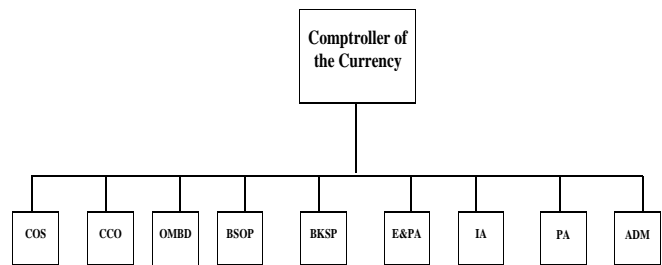 Comptroller of
the Currency
COS
CCO
OMBD
BSOP
BKSP
E&PA
IA
PA
ADM